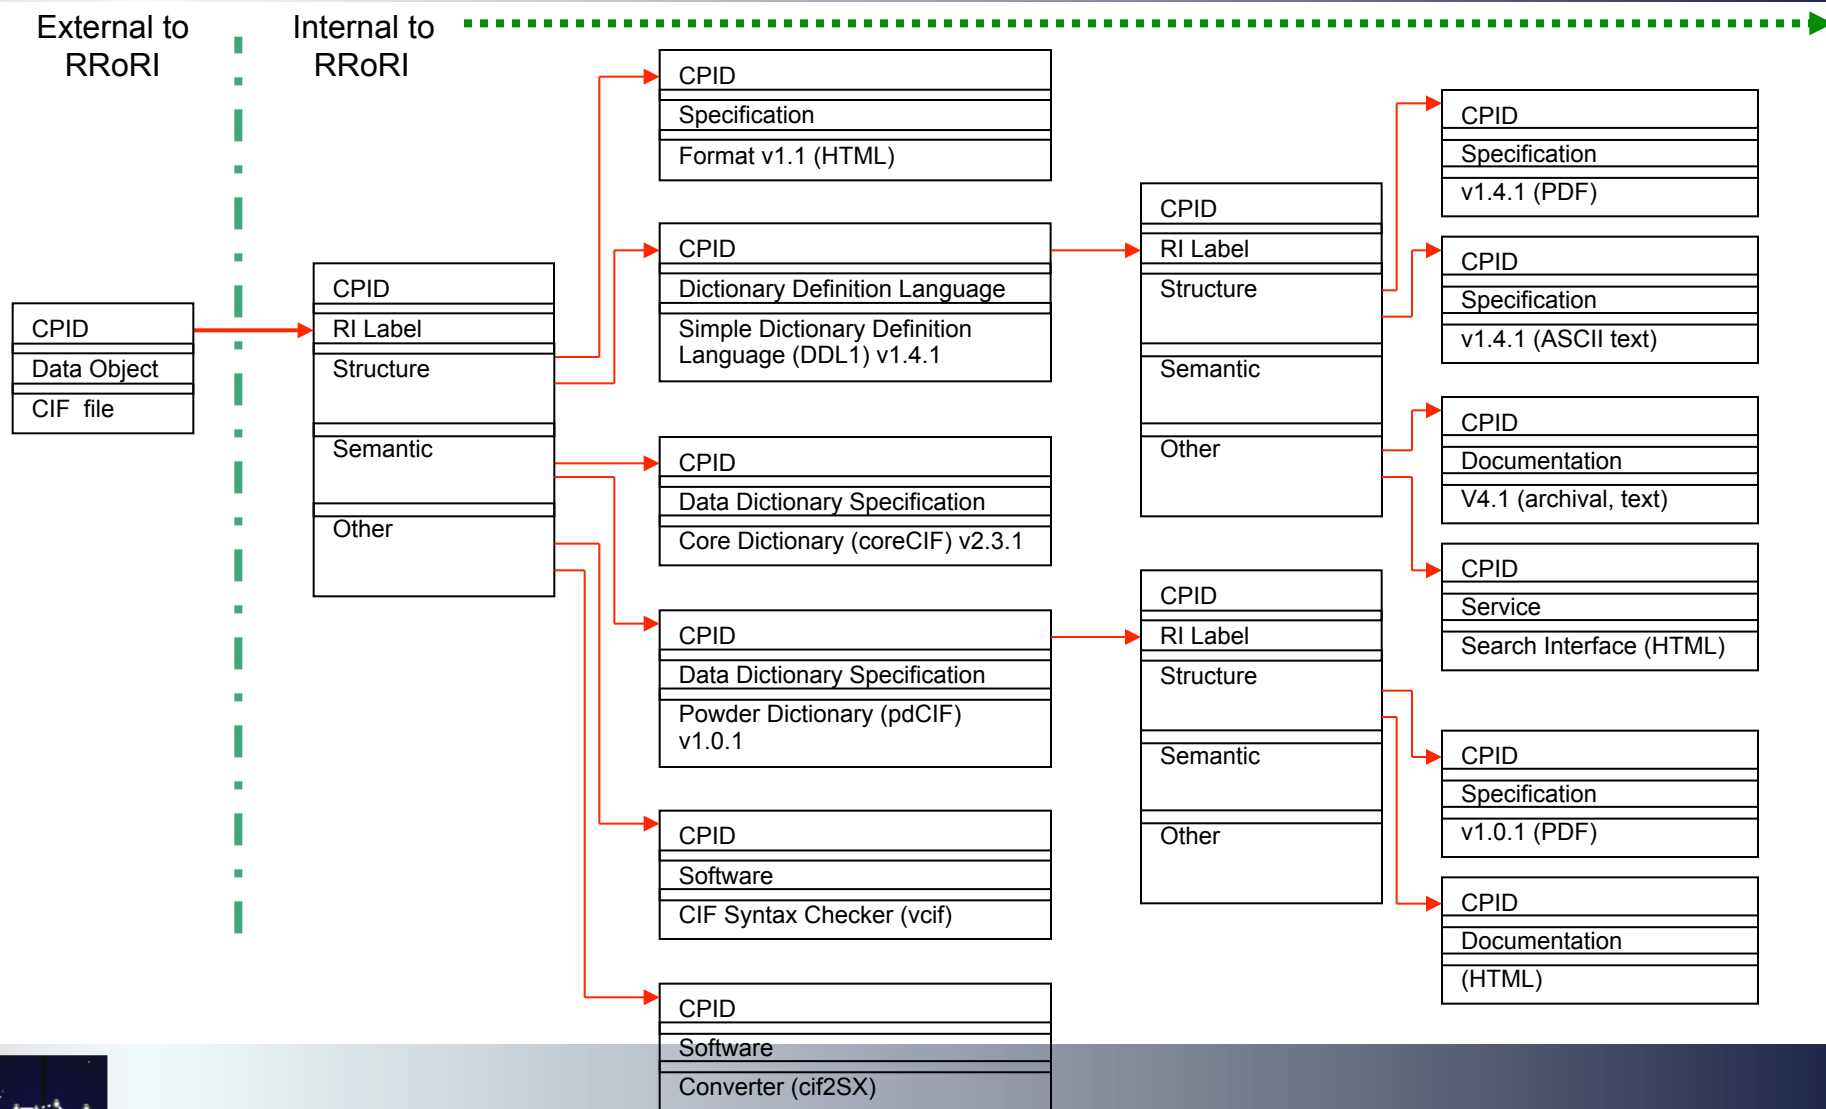 External to
RRoRI
Internal to
RRoRI
CPID
Data Object
CIF  file
CPID
RI Label
Structure
Semantic
Other
CPID
Specification
Format v1.1 (HTML)
CPID
Dictionary Definition Language
Simple Dictionary Definition
Language (DDL1) v1.4.1
CPID
Data Dictionary Specification
Core Dictionary (coreCIF) v2.3.1
CPID
Data Dictionary Specification
Powder Dictionary (pdCIF)
v1.0.1
CPID
Software
CIF Syntax Checker (vcif)
CPID
Software
Converter (cif2SX)
CPID
RI Label
Structure
Semantic
Other
CPID
RI Label
Structure
Semantic
Other
CPID
Specification
v1.4.1 (PDF)
CPID
Specification
v1.4.1 (ASCII text)
CPID
Documentation
V4.1 (archival, text)
CPID
Service
Search Interface (HTML)
CPID
Specification
v1.0.1 (PDF)
CPID
Documentation
(HTML)